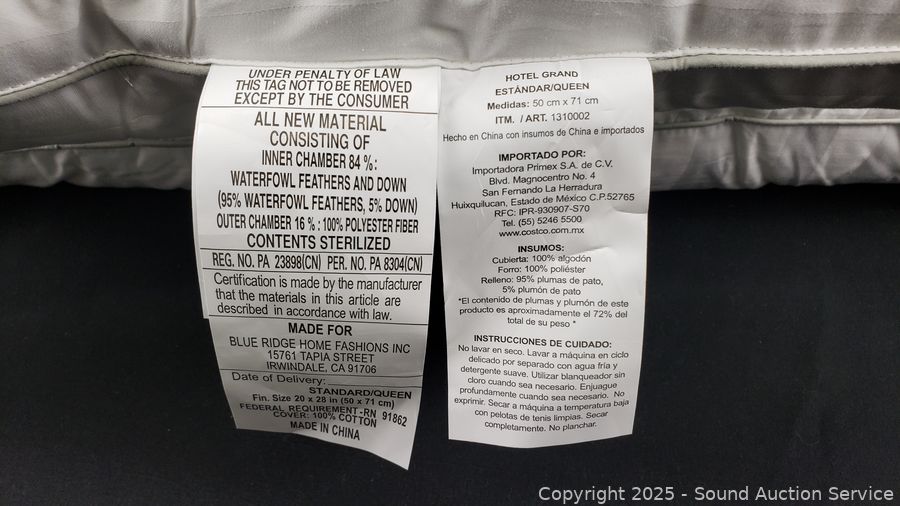 UNDER PENALTY OF LAW
THIS TAG NOT TO BE REMOVED
EXCEPT BY THE CONSUMER
ALL NEW MATERIAL
CONSISTING OF
INNER CHAMBER 84 % :
WATERFOWL FEATHERS AND DOWN
(95% WATERFOWL FEATHERS, 5% DOWN)
OUTER CHAMBER 16 % : 100% POLYESTER FIBER
CONTENTS STERILIZED
REG. NO. PA 23898(CN) PER. NO. PA 8304(CN)
Certification is made by the manufacturer
that the materials in this article are
described in accordance with law.
MADE FOR
BLUE RIDGE HOME FASHIONS INC
15761 TAPIA STREET
IRWINDALE, CA 91706
Date of Delivery:
STANDARD/QUEEN
Fin. Size 20 x 28 in (50 x 71 cm)
FEDERAL REQUIREMENT-RN 91862
COVER: 100% COTTON
MADE IN CHINA
HOTEL GRAND
ESTÁNDAR/QUEEN
Medidas: 50 cm x 71 cm
ITM. / ART. 1310002
Hecho en China con insumos de China e importados
IMPORTADO POR:
Importadora Primex S.A. de C.V.
Blvd. Magnocentro No. 4
San Fernando La Herradura
Huixquilucan, Estado de México C.P.52765
RFC: IPR-930907-S70
Tel. (55) 5246 5500
www.costco.com.mx
INSUMOS:
Cubierta: 100% algodón
Forro: 100% poliéster
Relleno: 95% plumas de pato,
5% plumón de pato
*El contenido de plumas y plumón de este
producto es aproximadamente el 72% del
total de su peso *
INSTRUCCIONES DE CUIDADO:
No lavar en seco. Lavar a máquina en ciclo
delicado por separado con agua fría y
detergente suave. Utilizar blanqueador sin
cloro cuando sea necesario. Enjuague
profundamente cuando sea necesario. No
exprimir. Secar a máquina a temperatura baja
con pelotas de tenis limpias. Secar
completamente. No planchar.
Copyright 2025 - Sound Auction Service